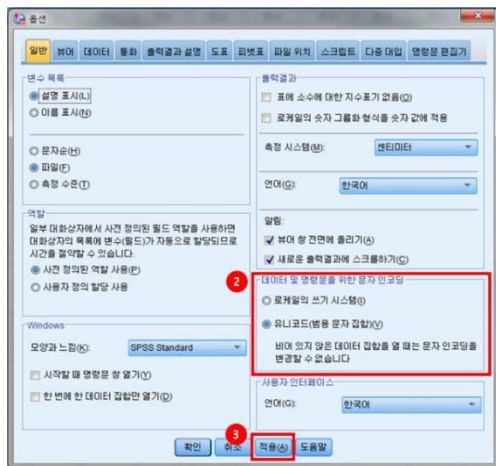 옵션
일반 뷰어 데이터 통화 출력결과 설명 도표 피벗표 파일 위치 스크립트 다중 대입 명령문 편집기
변수 목록
설명 표시(L)
이름 표시(N)
문자순(H)
파일(F)
측정 수준(T)
역할
일부 대화상자에서 사전 정의된 필드 역할을 사용하면
대화상자의 목록에 변수(필드)가 자동으로 할당되므로
시간을 절약할 수 있습니다.
사전 정의된 역할 사용(P)
사용자 정의 할당 사용
Windows
모양과 느낌(K): SPSS Standard
시작할 때 명령문 창 열기(Y)
한 번에 한 데이터 집합만 열기(D)
출력결과
표에 소수에 대한 지수표기 없음(O)
로케일의 숫자 그룹화 형식을 숫자 값에 적용
측정 시스템(M): 센티미터
언어(G): 한국어
알림:
뷰어 창 전면에 올리기(A)
새로운 출력결과에 스크롤하기(C)
2
데이터 및 명령문을 위한 문자 인코딩
로케일의 쓰기 시스템(I)
유니코드(범용 문자 집합)(V)
비어 있지 않은 데이터 집합을 열 때는 문자 인코딩을
변경할 수 없습니다
사용자 인터페이스
언어(G): 한국어
3
확인 취소 적용(A) 도움말